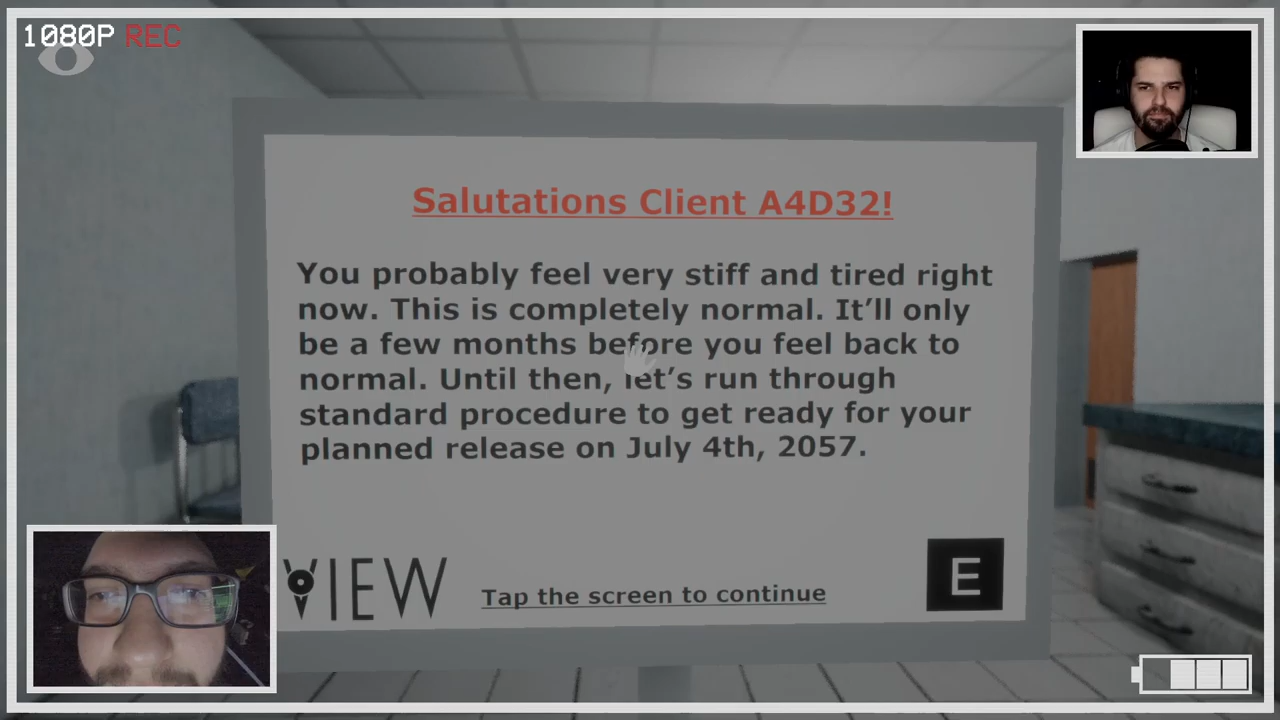 1080P REC
Salutations Client A4D32!
You probably feel very stiff and tired right
now. This is completely normal. It'll only
be a few months before you feel back to
normal. Until then, let's run through
standard procedure to get ready for your
planned release on July 4th, 2057.
VIEW
Tap the screen to continue
E